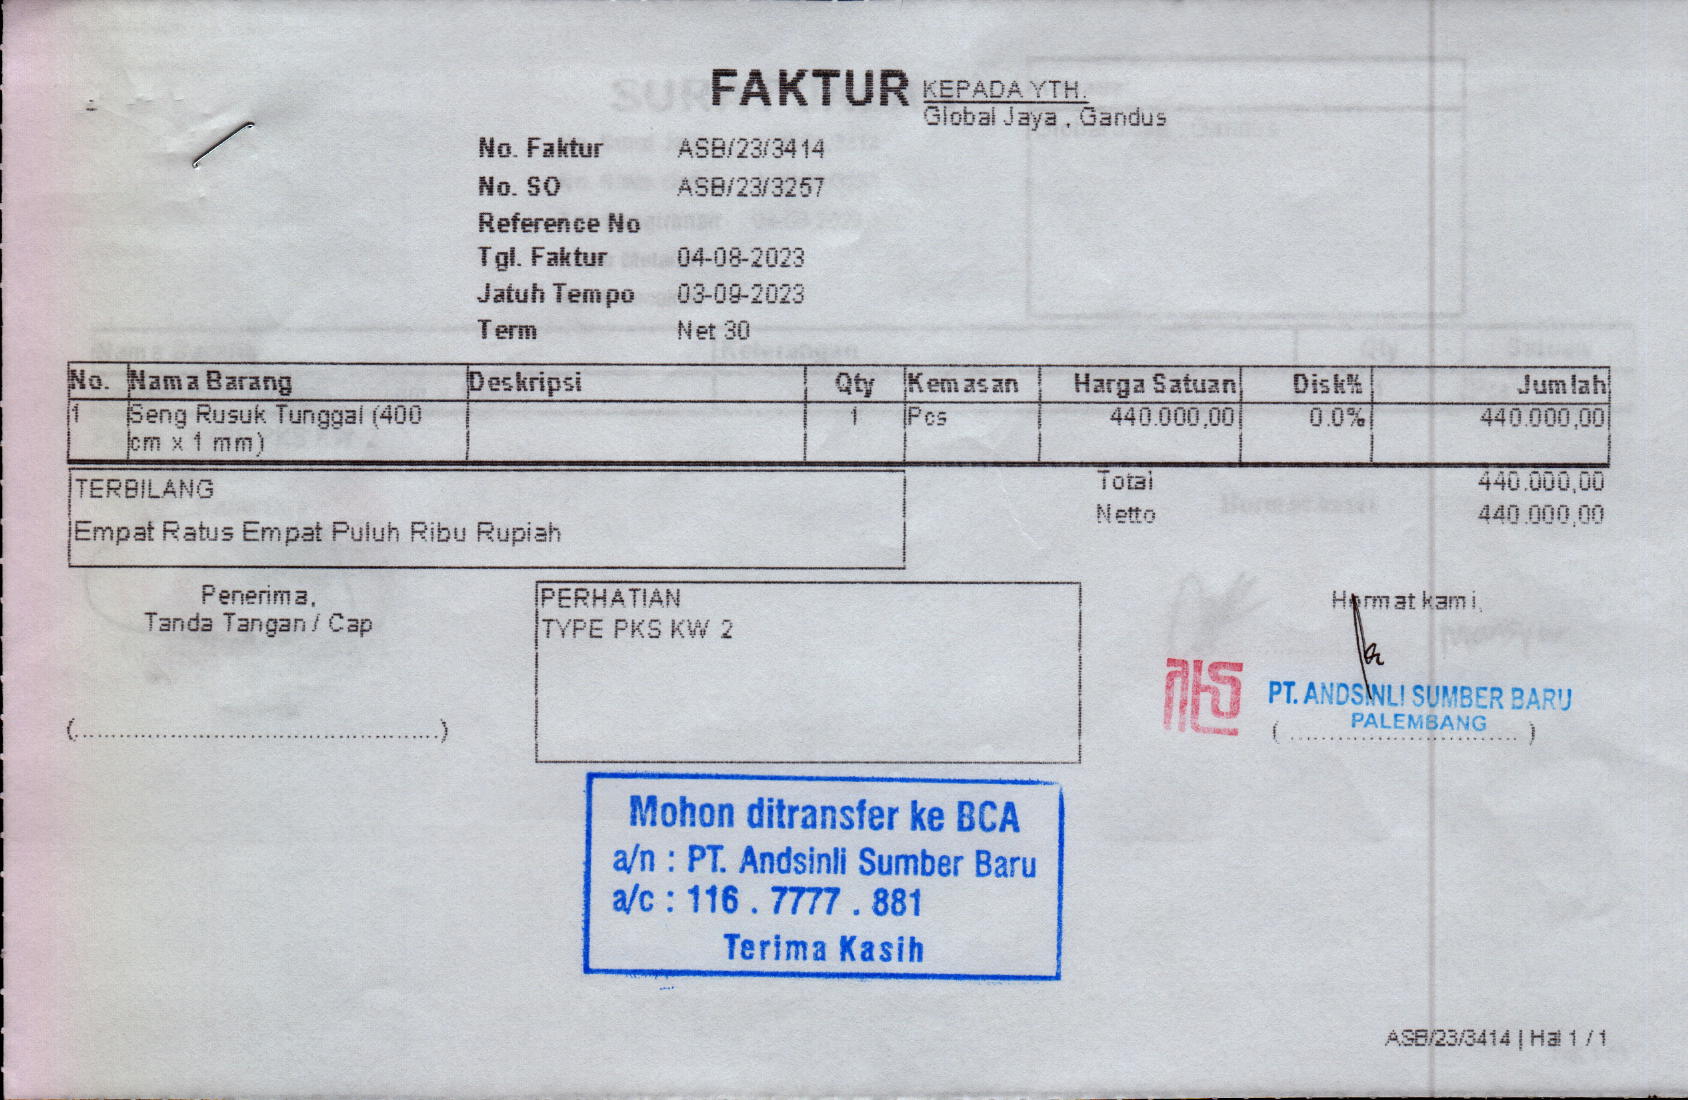 FAKTUR
KEPADA YTH.
Global Jaya , Gandus
No. Faktur ASB/23/3414
No. SO ASB/23/3257
Reference No
Tgl. Faktur 04-08-2023
Jatuh Tempo 03-09-2023
Term Net 30
No. Nama Barang Deskripsi Qty Kemasan Harga Satuan Disk% Jumlah
1 Seng Rusuk Tunggal (400 1 Pcs 440.000,00 0.0% 440.000,00
cm x 1 mm)
TERBILANG
Empat Ratus Empat Puluh Ribu Rupiah
Total 440.000,00
Netto 440.000,00
Penerima,
Tanda Tangan / Cap
(..............................................)
PERHATIAN
TYPE PKS KW 2
Hormat kami,
PT. ANDSINLI SUMBER BARU
PALEMBANG
( .............................. )
Mohon ditransfer ke BCA
a/n : PT. Andsinli Sumber Baru
a/c : 116 . 7777 . 881
Terima Kasih
ASB/23/3414 | Hal 1 / 1